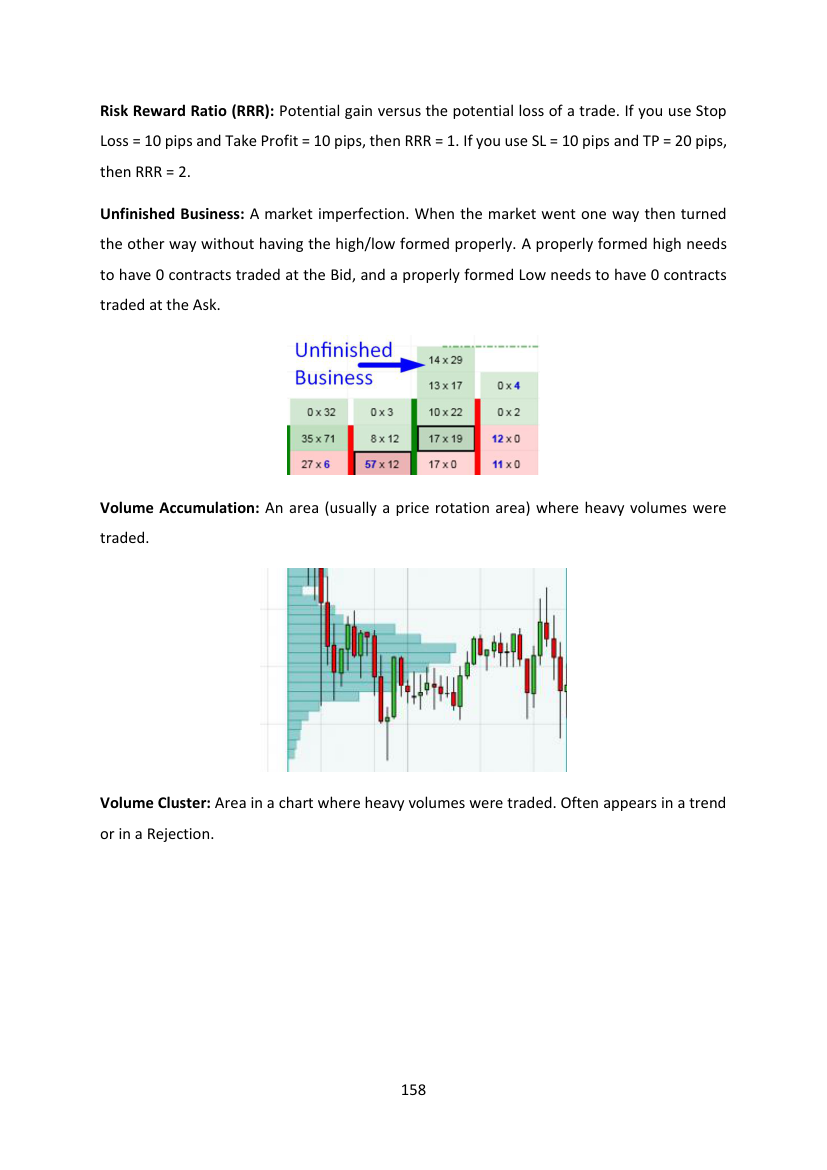 Risk Reward Ratio (RRR): Potential gain versus the potential loss of a trade. If you use Stop
Loss = 10 pips and Take Profit = 10 pips, then RRR = 1. If you use SL = 10 pips and TP = 20 pips,
then RRR = 2.
Unfinished Business: A market imperfection. When the market went one way then turned
the other way without having the high/low formed properly. A properly formed high needs
to have 0 contracts traded at the Bid, and a properly formed Low needs to have 0 contracts
traded at the Ask.
Unfinished
Business
14 x 29
13 x 17 0 x 4
0 x 32 0 x 3 10 x 22 0 x 2
35 x 71 8 x 12 17 x 19 12 x 0
27 x 6 57 x 12 17 x 0 11 x 0
Volume Accumulation: An area (usually a price rotation area) where heavy volumes were
traded.
Volume Cluster: Area in a chart where heavy volumes were traded. Often appears in a trend
or in a Rejection.
158